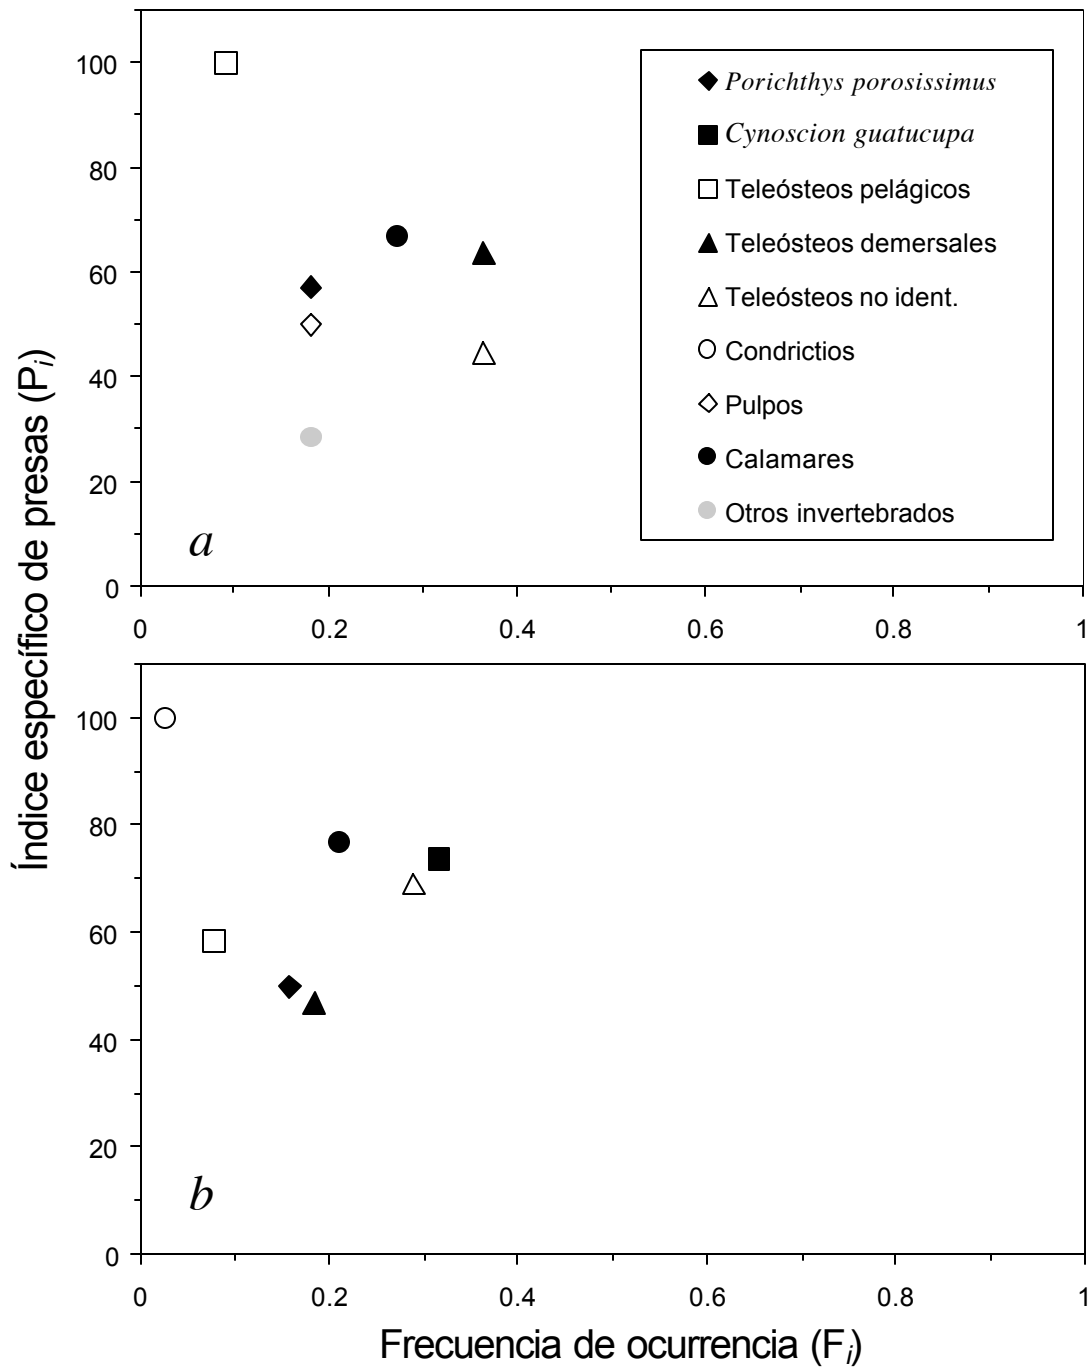 100
80
60
40
20
0
Porichthys porosissimus
Cynoscion guatucupa
Teleósteos pelágicos
Teleósteos demersales
Teleósteos no ident.
Condrictios
Pulpos
Calamares
Otros invertebrados
a
0 0.2 0.4 0.6 0.8 1
Índice específico de presas (Pi)
100
80
60
40
20
0
b
0 0.2 0.4 0.6 0.8 1
Frecuencia de ocurrencia (Fi)